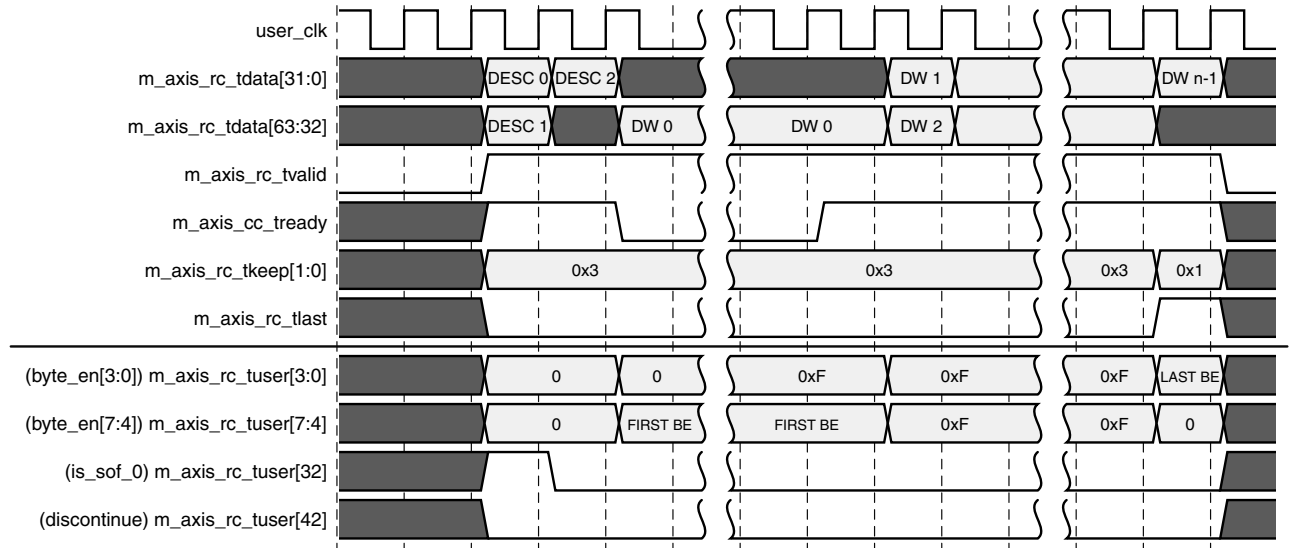 user_clk
m_axis_rc_tdata[31:0] DESC 0 DESC 2 DW 1 DW n-1
m_axis_rc_tdata[63:32] DESC 1 DW 0 DW 0 DW 2
m_axis_rc_tvalid
m_axis_cc_tready
m_axis_rc_tkeep[1:0] 0x3 0x3 0x3 0x1
m_axis_rc_tlast
(byte_en[3:0]) m_axis_rc_tuser[3:0] 0 0 0xF 0xF 0xF LAST BE
(byte_en[7:4]) m_axis_rc_tuser[7:4] 0 FIRST BE FIRST BE 0xF 0xF 0
(is_sof_0) m_axis_rc_tuser[32]
(discontinue) m_axis_rc_tuser[42]